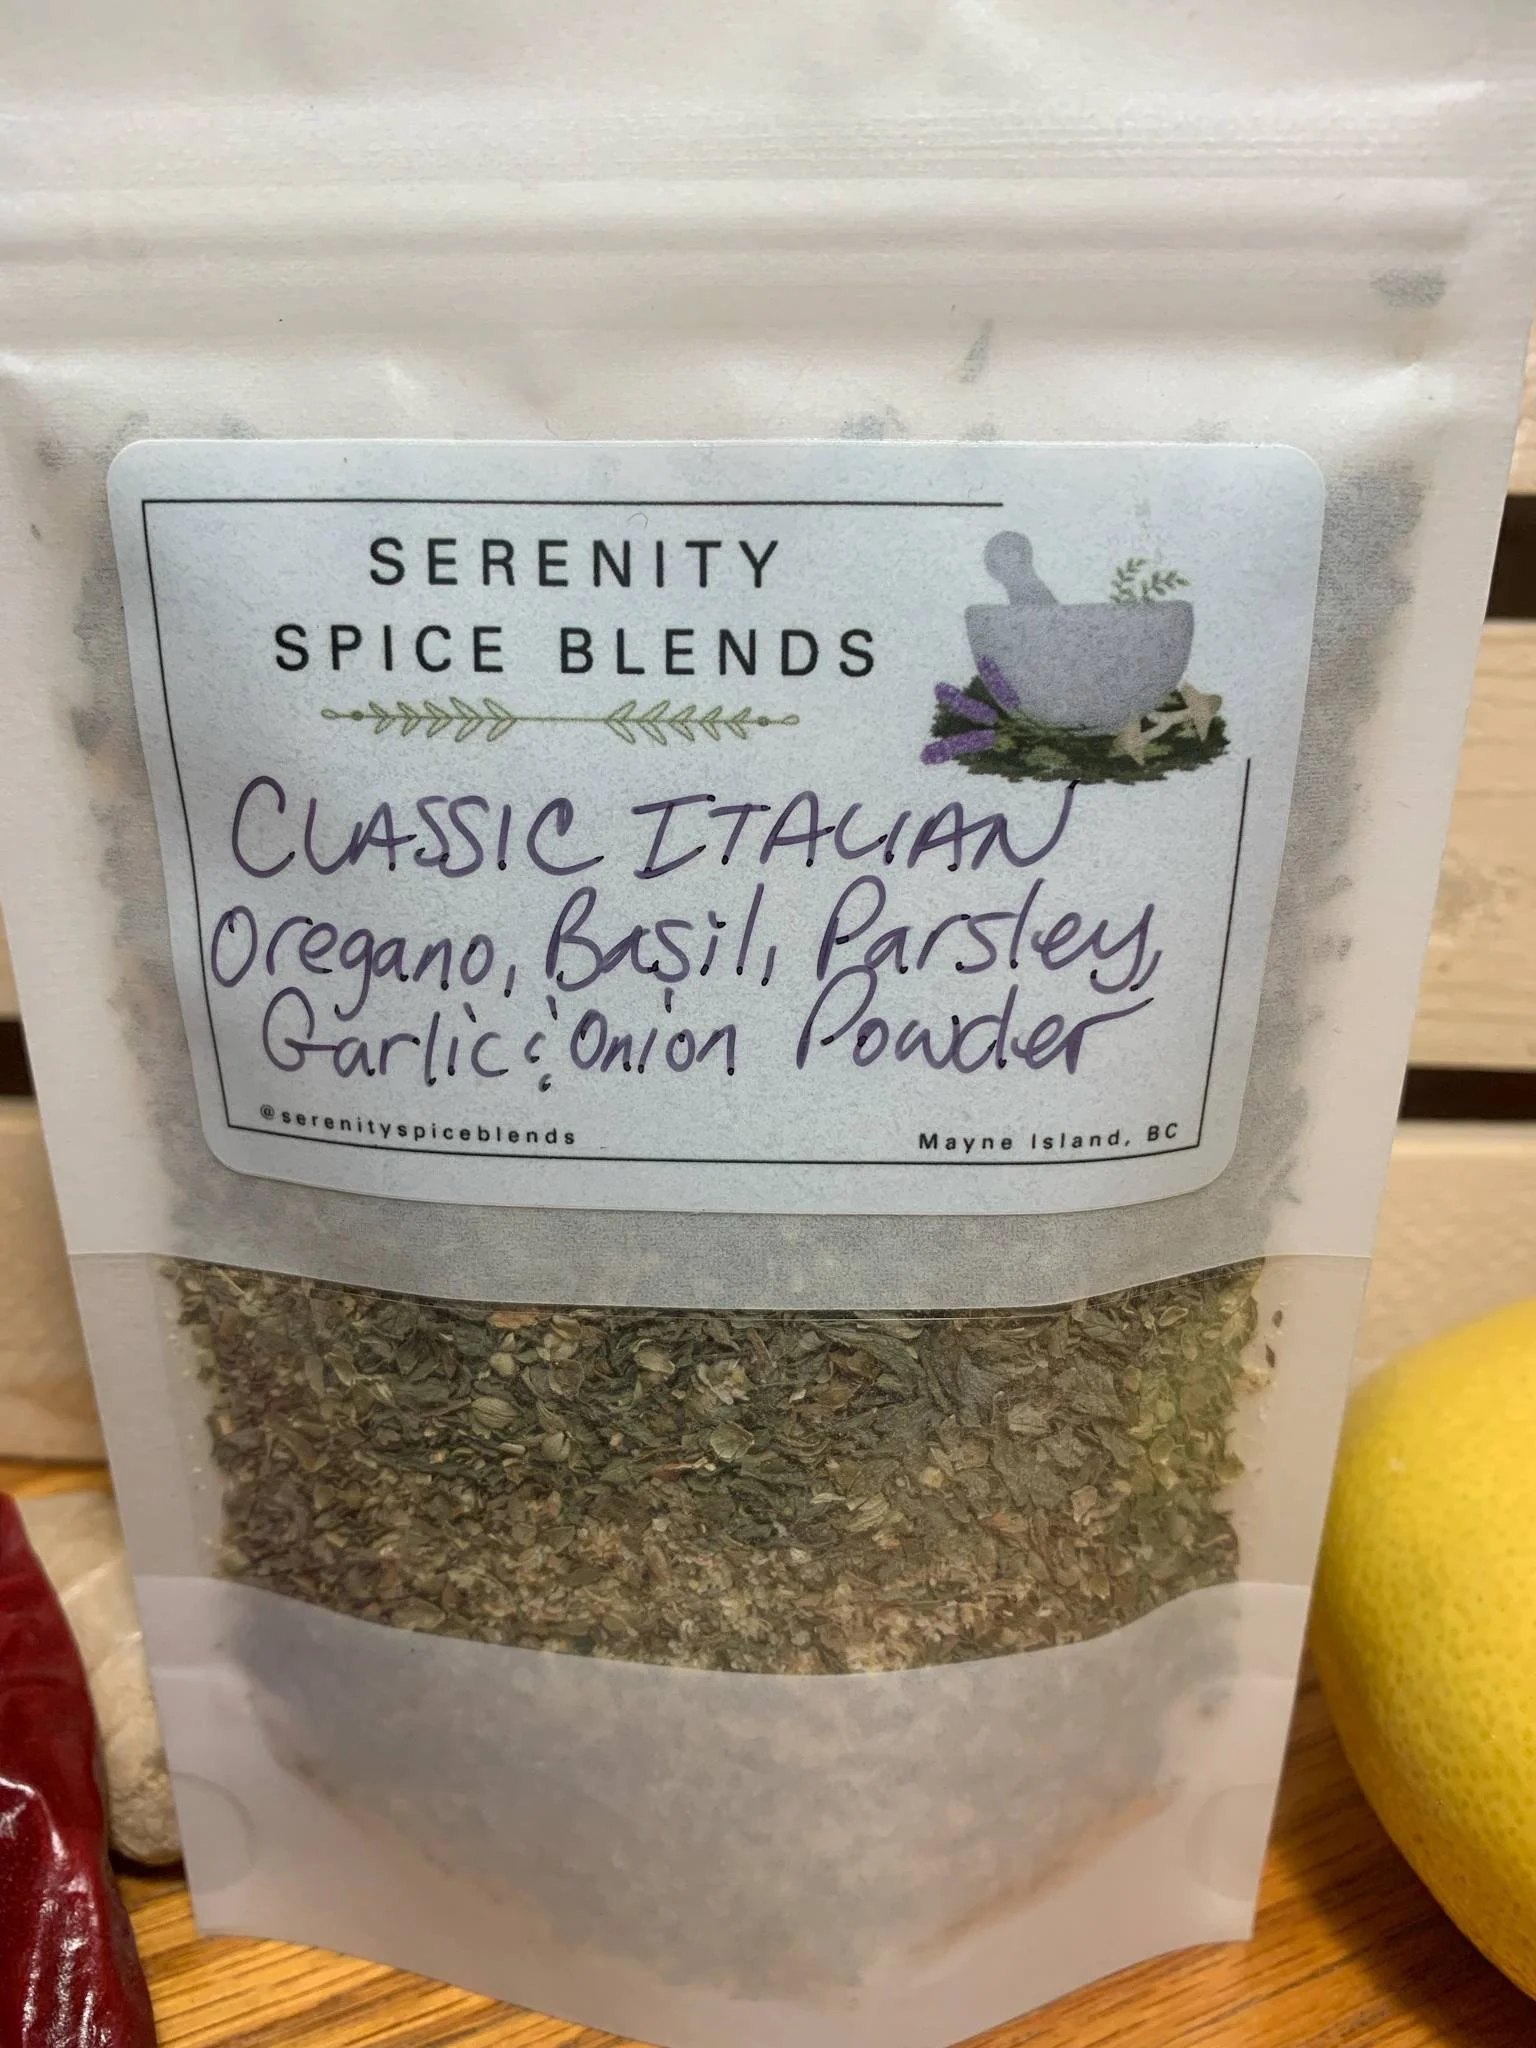 SERENITY
SPICE BLENDS
CLASSIC ITALIAN
Oregano, Basil, Parsley,
Garlic & Onion Powder
@serenityspiceblends
Mayne Island, BC